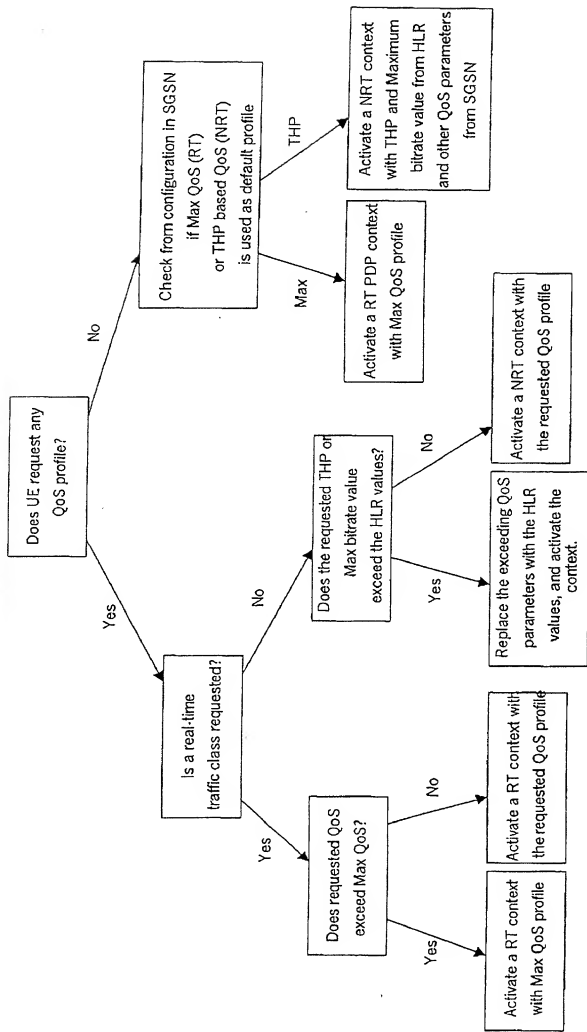 Does UE request any
QoS profile?
Yes
No
Is a real-time
traffic class requested?
Check from configuration in SGSN
if Max QoS (RT)
or THP based QoS (NRT)
is used as default profile
Yes
No
Max
THP
Does requested QoS
exceed Max QoS?
Does the requested THP or
Max bitrate value
exceed the HLR values?
Activate a RT PDP context
with Max QoS profile
Activate a NRT context
with THP and Maximum
bitrate value from HLR
and other QoS parameters
from SGSN
Yes
No
Yes
No
Activate a RT context
with Max QoS profile
Activate a RT context with
the requested QoS profile
Replace the exceeding QoS
parameters with the HLR
values, and activate the
context.
Activate a NRT context with
the requested QoS profile